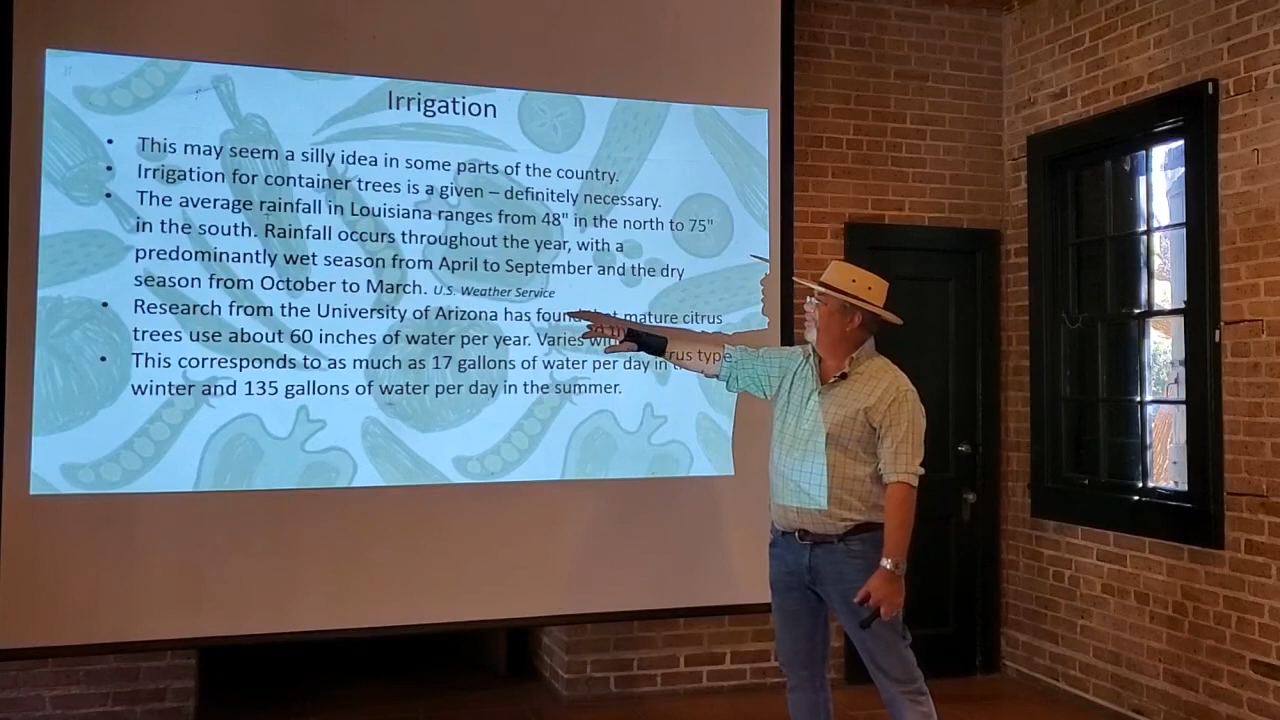 Irrigation
• This may seem a silly idea in some parts of the country.
• Irrigation for container trees is a given – definitely necessary.
• The average rainfall in Louisiana ranges from 48" in the north to 75"
in the south. Rainfall occurs throughout the year, with a
predominantly wet season from April to September and the dry
season from October to March. U.S. Weather Service
• Research from the University of Arizona has found mature citrus
trees use about 60 inches of water per year. Varies type
• This corresponds to as much as 17 gallons of water per day in
winter and 135 gallons of water per day in the summer.